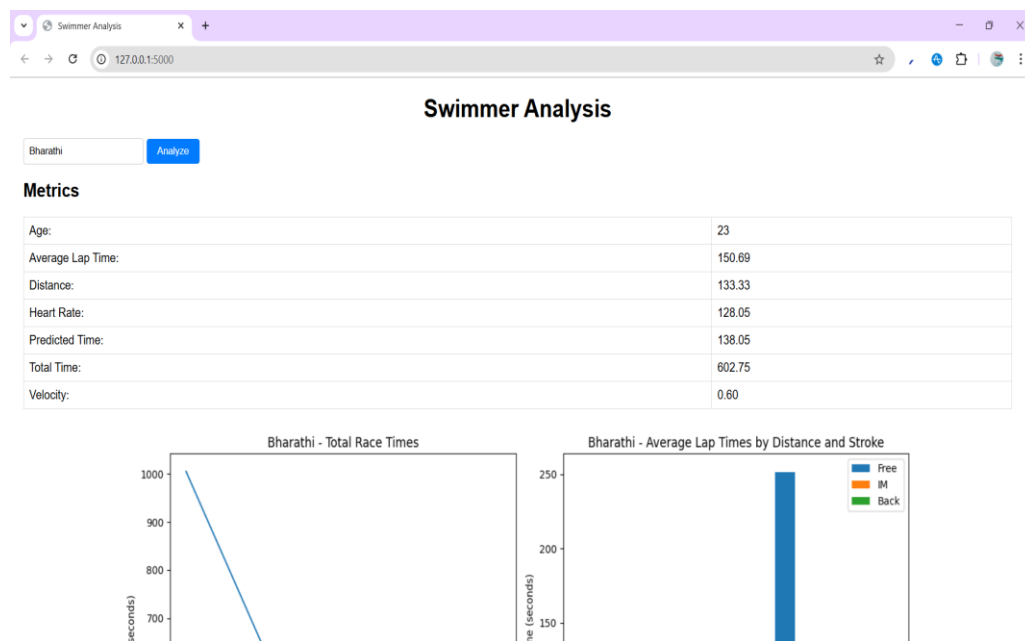 Swimmer Analysis
127.0.0.1:5000
Swimmer Analysis
Bharathi Analyze
Metrics
Age: 23
Average Lap Time: 150.69
Distance: 133.33
Heart Rate: 128.05
Predicted Time: 138.05
Total Time: 602.75
Velocity: 0.60
Bharathi - Total Race Times
1000
900
800
700
seconds)
Bharathi - Average Lap Times by Distance and Stroke
250
200
150
(seconds)
Free
IM
Back